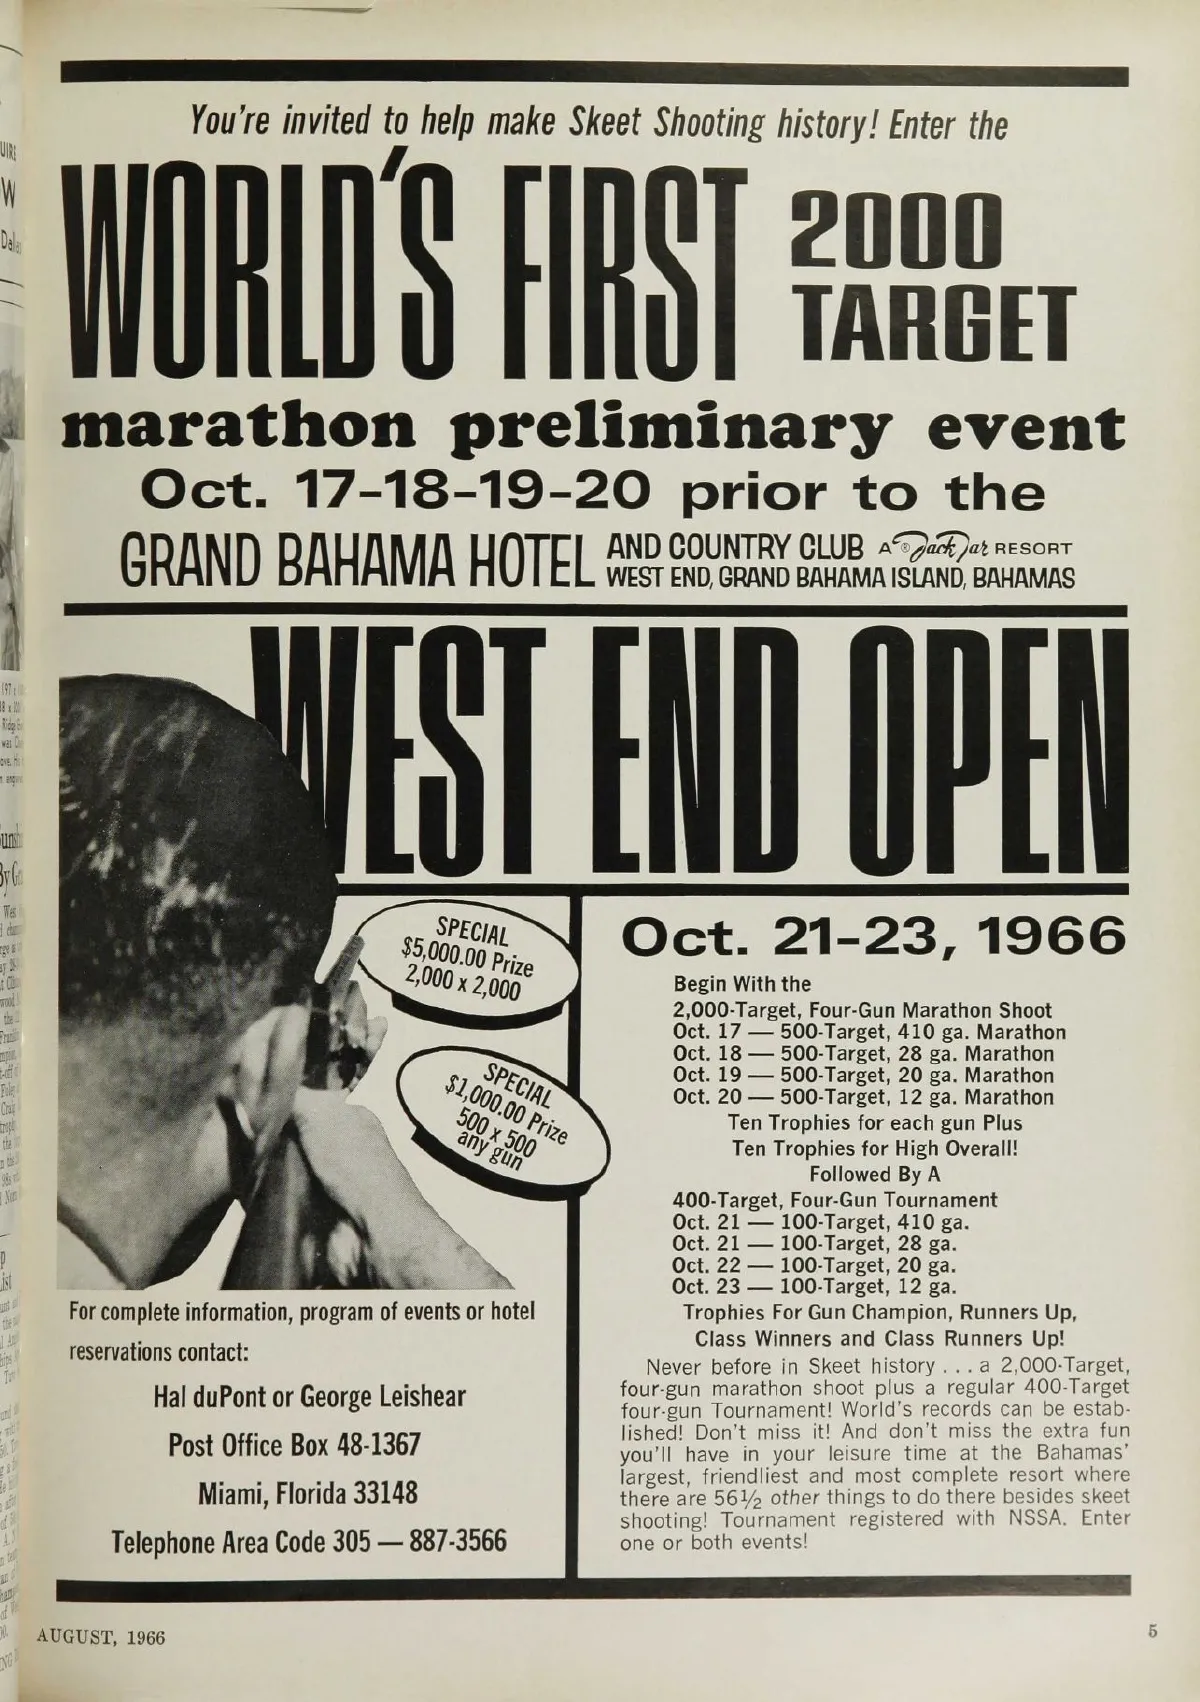 You're invited to help make Skeet Shooting history! Enter the
WORLD'S FIRST
2000
TARGET
marathon preliminary event
Oct. 17-18-19-20 prior to the
GRAND BAHAMA HOTEL
AND COUNTRY CLUB A ® Jack Tar RESORT
WEST END, GRAND BAHAMA ISLAND, BAHAMAS
WEST END OPEN
SPECIAL
$5,000.00 Prize
2,000 x 2,000
SPECIAL
$1,000.00 Prize
500 x 500
any gun
For complete information, program of events or hotel
reservations contact:
Hal duPont or George Leishear
Post Office Box 48-1367
Miami, Florida 33148
Telephone Area Code 305 — 887-3566
Oct. 21-23, 1966
Begin With the
2,000-Target, Four-Gun Marathon Shoot
Oct. 17 — 500-Target, 410 ga. Marathon
Oct. 18 — 500-Target, 28 ga. Marathon
Oct. 19 — 500-Target, 20 ga. Marathon
Oct. 20 — 500-Target, 12 ga. Marathon
Ten Trophies for each gun Plus
Ten Trophies for High Overall!
Followed By A
400-Target, Four-Gun Tournament
Oct. 21 — 100-Target, 410 ga.
Oct. 21 — 100-Target, 28 ga.
Oct. 22 — 100-Target, 20 ga.
Oct. 23 — 100-Target, 12 ga.
Trophies For Gun Champion, Runners Up,
Class Winners and Class Runners Up!
Never before in Skeet history . . . a 2,000-Target,
four-gun marathon shoot plus a regular 400-Target
four-gun Tournament! World's records can be estab-
lished! Don't miss it! And don't miss the extra fun
you'll have in your leisure time at the Bahamas'
largest, friendliest and most complete resort where
there are 56½ other things to do there besides skeet
shooting! Tournament registered with NSSA. Enter
one or both events!
AUGUST, 1966
5